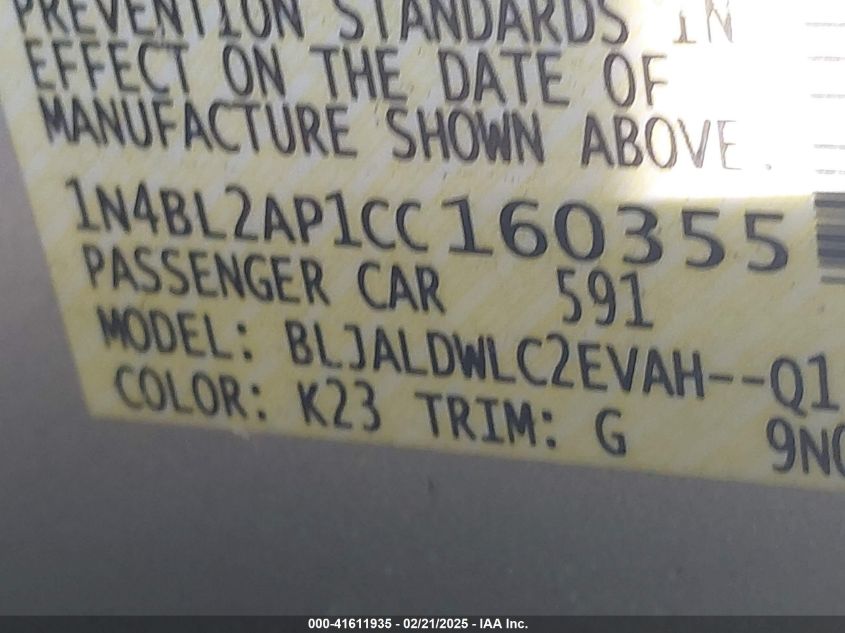 PREVENTION STANDARDS IN
EFFECT ON THE DATE OF
MANUFACTURE SHOWN ABOVE.
1N4BL2AP1CC160355
PASSENGER CAR 591
MODEL: BLJALDWLC2EVAH--Q1
COLOR: K23 TRIM: G
000-41611935 - 02/21/2025 - IAA Inc.